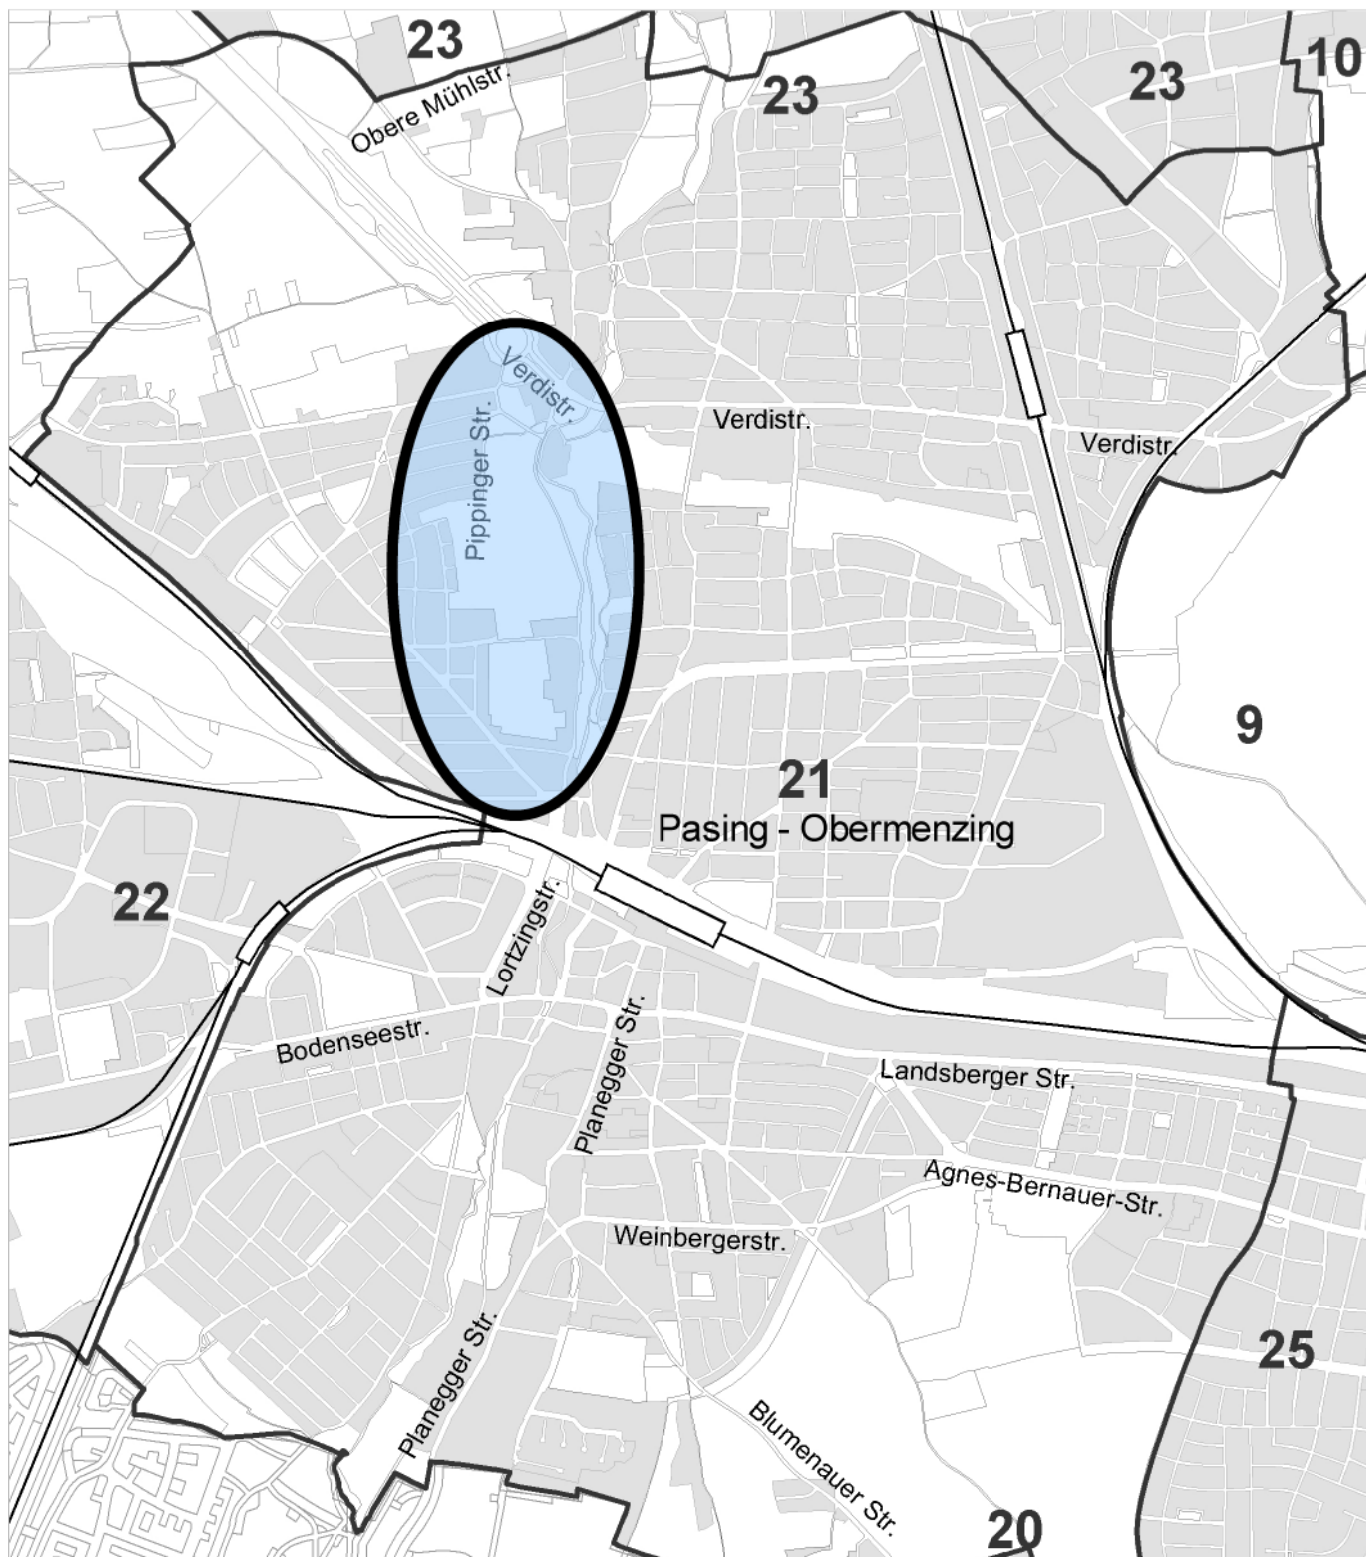 23
23
23
10
Obere Mühlstr.
Verdistr.
Pippinger Str.
Verdistr.
Verdistr.
9
21
Pasing - Obermenzing
22
Lortzingstr.
Bodenseestr.
Planegger Str.
Landsberger Str.
Agnes-Bernauer-Str.
Weinbergerstr.
Planegger Str.
25
Blumenauer Str.
20